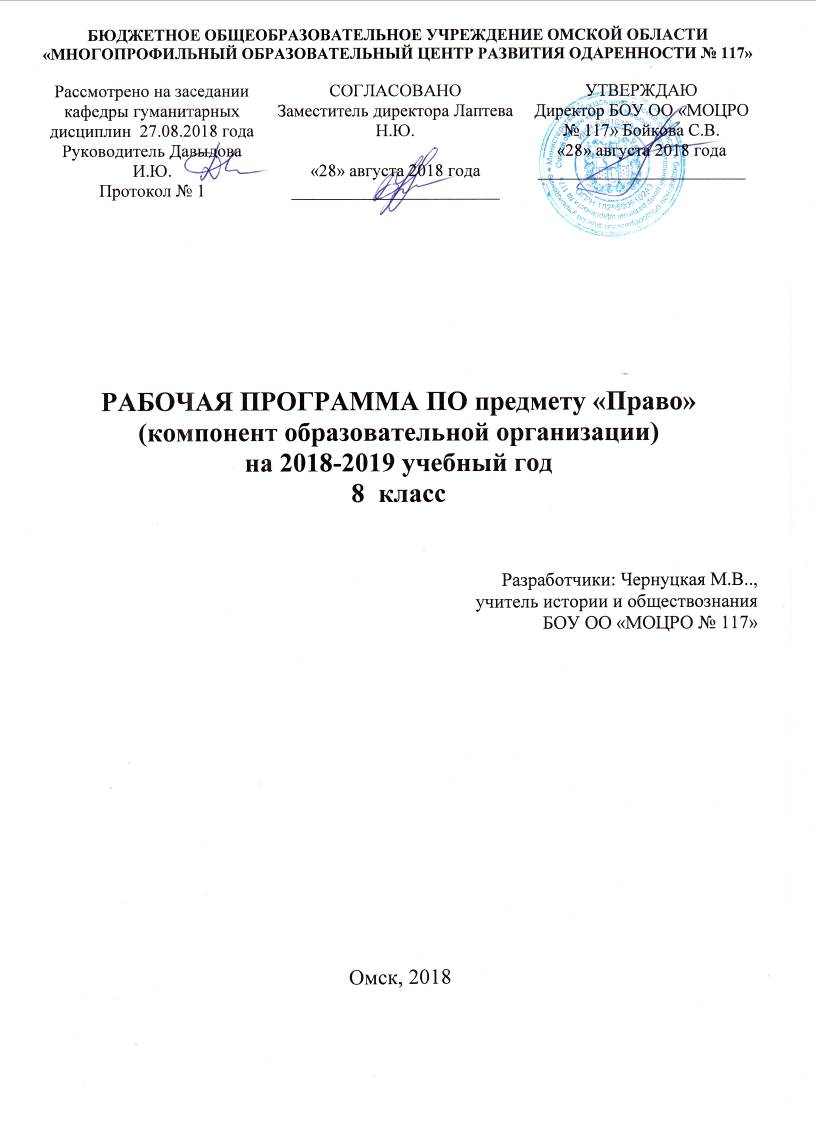 БЮДЖЕТНОЕ ОБЩЕОБРАЗОВАТЕЛЬНОЕ УЧРЕЖДЕНИЕ ОМСКОЙ ОБЛАСТИ
«МНОГОПРОФИЛЬНЫЙ ОБРАЗОВАТЕЛЬНЫЙ ЦЕНТР РАЗВИТИЯ ОДАРЕННОСТИ № 117»
Рассмотрено на заседании
кафедры гуманитарных
дисциплин 27.08.2018 года
Руководитель Давыдова
И.Ю.
Протокол № 1
СОГЛАСОВАНО
Заместитель директора Лаптева
Н.Ю.
«28» августа 2018 года
УТВЕРЖДАЮ
Директор БОУ ОО «МОЦРО
№ 117» Бойкова С.В.
«28» августа 2018 года
РАБОЧАЯ ПРОГРАММА ПО предмету «Право»
(компонент образовательной организации)
на 2018-2019 учебный год
8 класс
Разработчики: Чернуцкая М.В..,
учитель истории и обществознания
БОУ ОО «МОЦРО № 117»
Омск, 2018